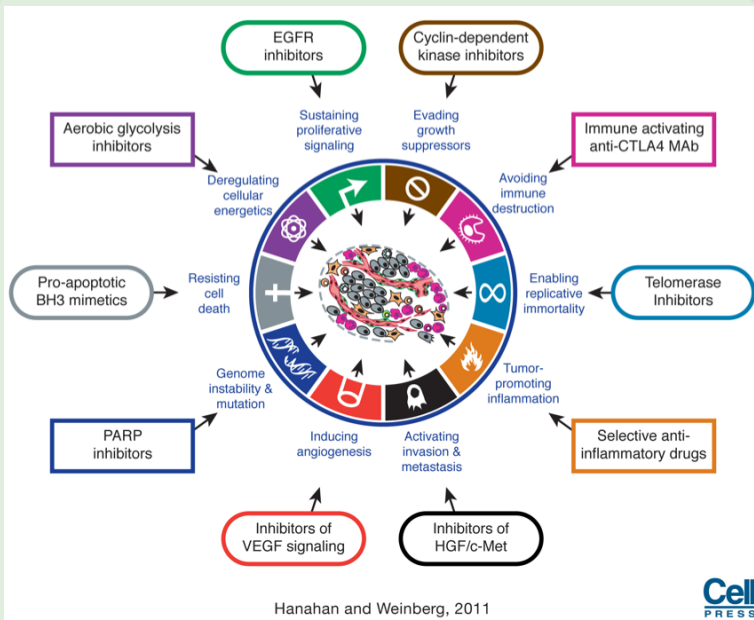 EGFR
inhibitors
Cyclin-dependent
kinase inhibitors
Sustaining
proliferative
signaling
Evading
growth
suppressors
Aerobic glycolysis
inhibitors
Immune activating
anti-CTLA4 MAb
Deregulating
cellular
energetics
Avoiding
immune
destruction
Pro-apoptotic
BH3 mimetics
Resisting
cell
death
Enabling
replicative
immortality
Telomerase
Inhibitors
Genome
instability &
mutation
Tumor-
promoting
inflammation
PARP
inhibitors
Inducing
angiogenesis
Activating
invasion &
metastasis
Selective anti-
inflammatory drugs
Inhibitors of
VEGF signaling
Inhibitors of
HGF/c-Met
Hanahan and Weinberg, 2011
Cell
PRESS